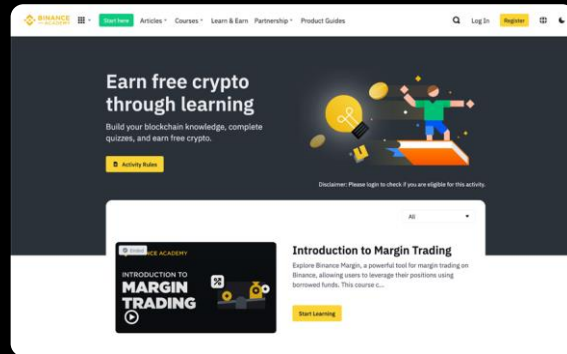 BINANCE
ACADEMY
Start here
Articles
Courses
Learn & Earn
Partnership
Product Guides
Log In
Register
Earn free crypto
through learning
Build your blockchain knowledge, complete
quizzes, and earn free crypto.
Activity Rules
Disclaimer: Please login to check if you are eligible for this activity.
All
Ended
NCE ACADEMY
INTRODUCTION TO
MARGIN
TRADING
Introduction to Margin Trading
Explore Binance Margin, a powerful tool for margin trading on
Binance, allowing users to leverage their positions using
borrowed funds. This course c...
Start Learning